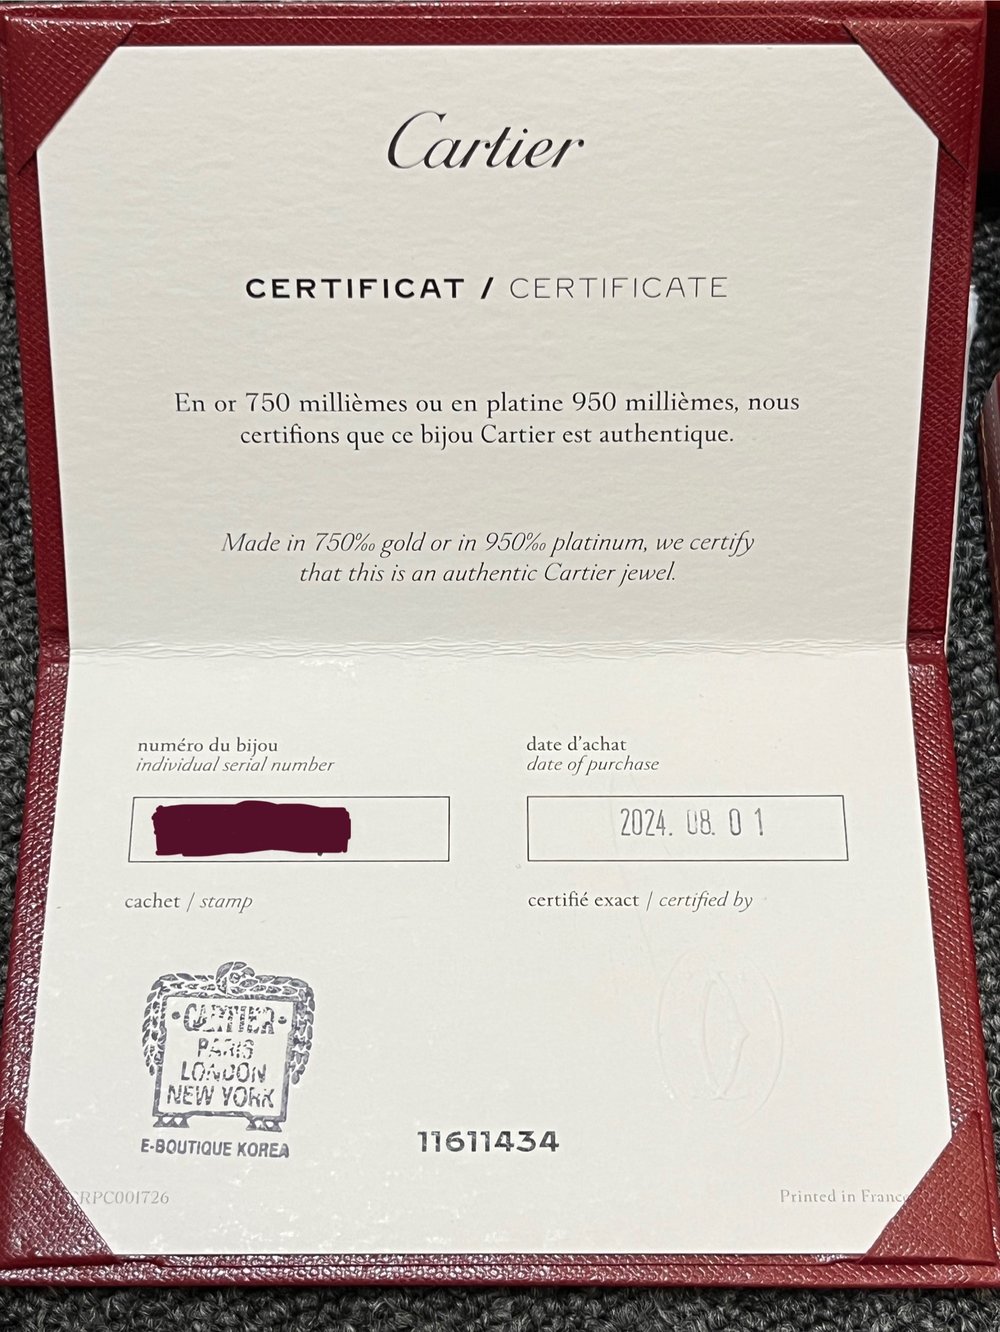 Cartier
CERTIFICAT / CERTIFICATE
En or 750 millièmes ou en platine 950 millièmes, nous
certifions que ce bijou Cartier est authentique.
Made in 750‰ gold or in 950‰ platinum, we certify
that this is an authentic Cartier jewel.
numéro du bijou
individual serial number
date d'achat
date of purchase
2024. 08. 01
cachet / stamp
certifié exact / certified by
CARTIER
PARIS
LONDON
NEW YORK
E-BOUTIQUE KOREA
11611434
RPC001726
Printed in France